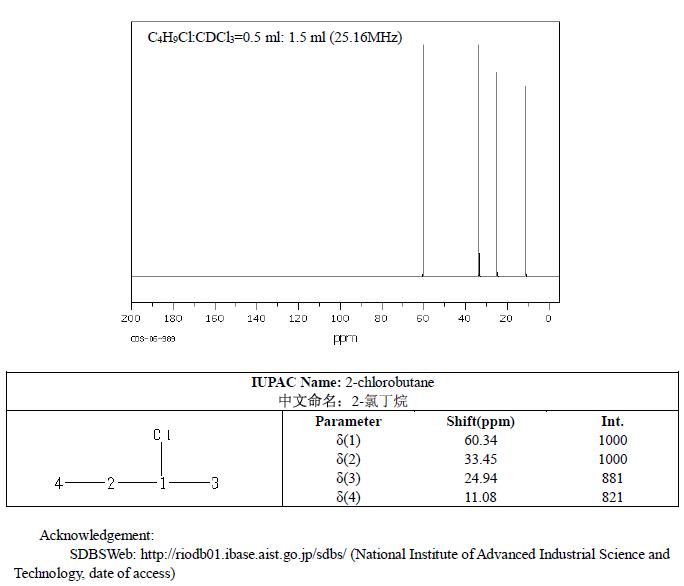 C₄H₉Cl:CDCl₃=0.5 ml: 1.5 ml (25.16MHz)
200 180 160 140 120 100 80 60 40 20 0
CDS-06-989
ppm
IUPAC Name: 2-chlorobutane
中文命名：2-氯丁烷
Parameter Shift(ppm) Int.
δ(1) 60.34 1000
δ(2) 33.45 1000
δ(3) 24.94 881
δ(4) 11.08 821
Cl
4 2 1 3
Acknowledgement:
SDBSWeb: http://riodb01.ibase.aist.go.jp/sdbs/ (National Institute of Advanced Industrial Science and
Technology, date of access)